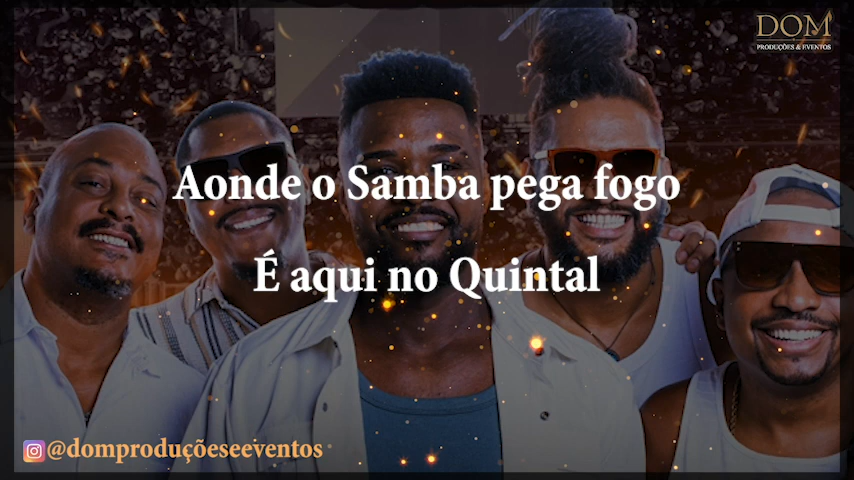 DOM
PRODUÇÕES & EVENTOS
Aonde o Samba pega fogo
É aqui no Quintal
@domproduçõeseeventos